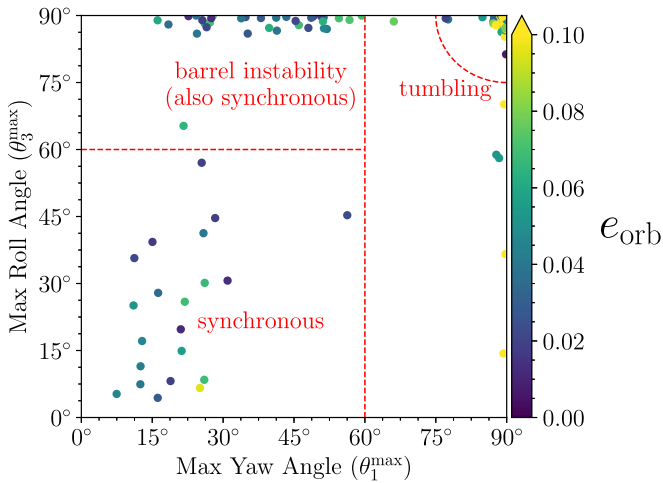 90°
75°
60°
45°
30°
15°
0°
Max Roll Angle (θ₃ᵐᵃˣ)
barrel instability
(also synchronous)
tumbling
synchronous
0°
15°
30°
45°
60°
75°
90°
Max Yaw Angle (θ₁ᵐᵃˣ)
0.10
0.08
0.06
0.04
0.02
0.00
e_orb